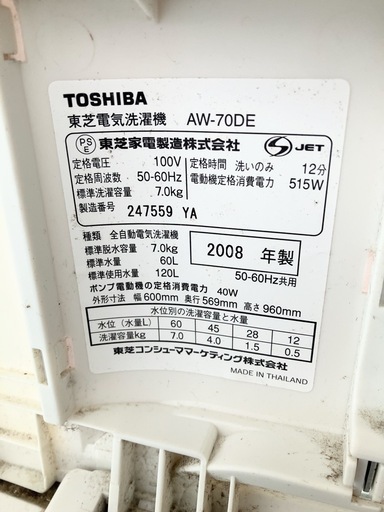 TOSHIBA
東芝電気洗濯機 AW-70DE
PS E 東芝家電製造株式会社 S JET
定格電圧 100V 定格時間 洗いのみ 12分
定格周波数 50-60Hz 電動機定格消費電力 515W
標準洗濯容量 7.0kg
製造番号 247559 YA
種類 全自動電気洗濯機
標準脱水容量 7.0kg 2008 年製
標準水量 60L
標準使用水量 120L 50-60Hz共用
ポンプ電動機の定格消費電力 40W
外形寸法 幅600mm 奥行569mm 高さ960mm
水位別の洗濯容量と水量
水位(水量L) 60 45 28 12
洗濯容量kg 7.0 4.0 1.5 0.5
東芝コンシューママーケティング株式会社
MADE IN THAILAND